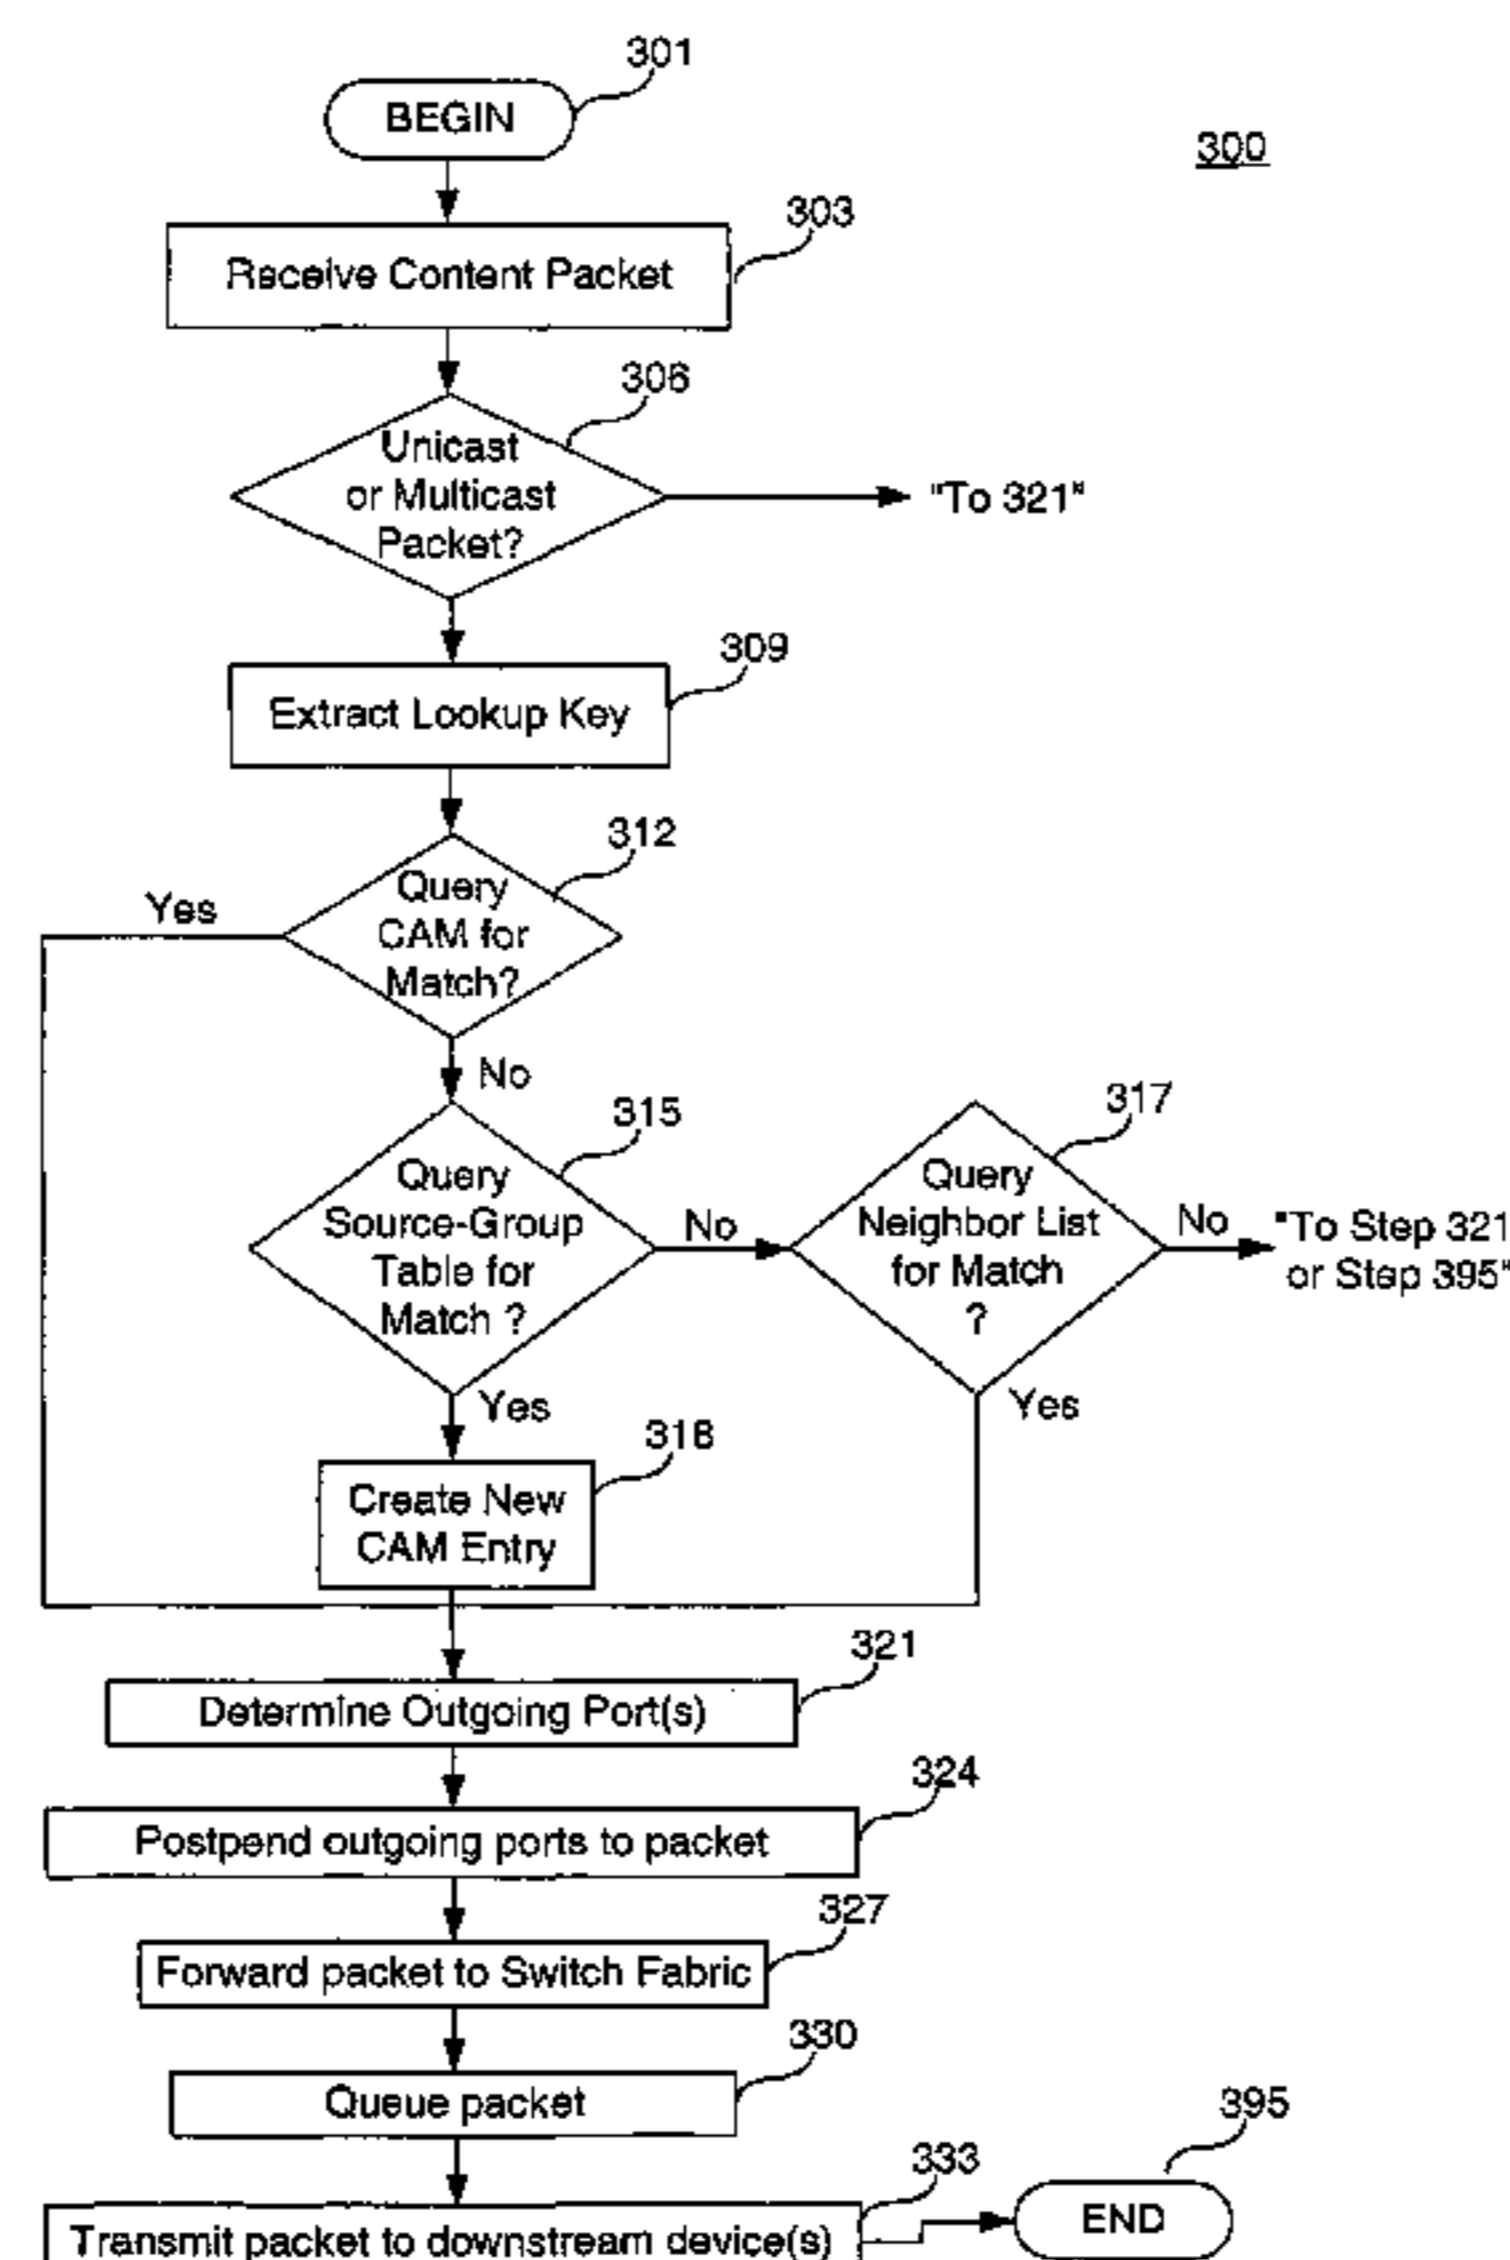 301
BEGIN
300
303
Receive Content Packet
306
Unicast
or Multicast
Packet?
"To 321"
309
Extract Lookup Key
312
Query
CAM for
Match?
Yes
No
315
Query
Source-Group
Table for
Match ?
No
317
Query
Neighbor List
for Match
?
No
"To Step 321
or Step 395"
Yes
Yes
318
Create New
CAM Entry
321
Determine Outgoing Port(s)
324
Postpend outgoing ports to packet
327
Forward packet to Switch Fabric
330
Queue packet
333
Transmit packet to downstream device(s)
395
END